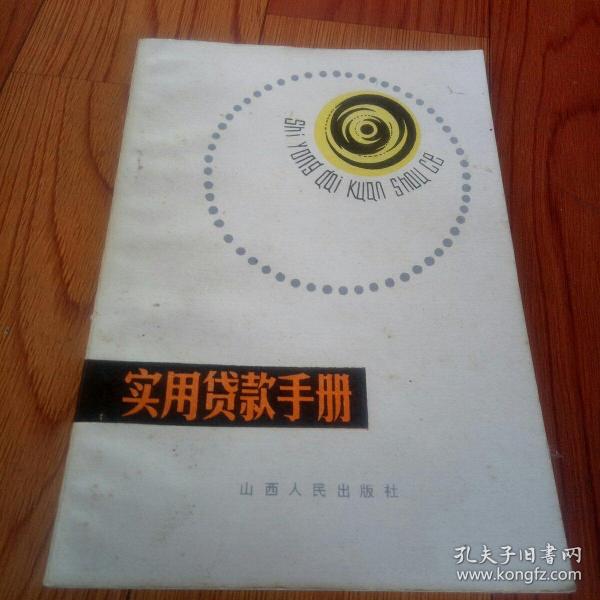 Shi Yong dai Kuan Shou Ce
实用贷款手册
山西人民出版社
孔夫子旧書网
www.kongfz.com